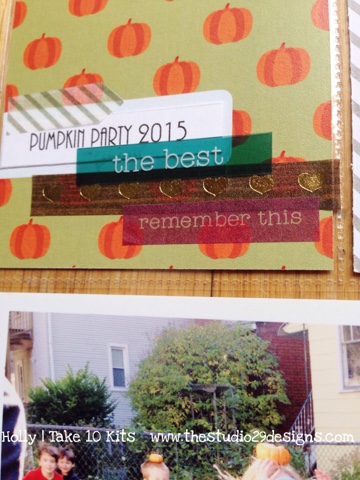 PUMPKIN PARTY 2015
the best
remember this
Holly | Take 10 Kits www.thestudio29designs.com